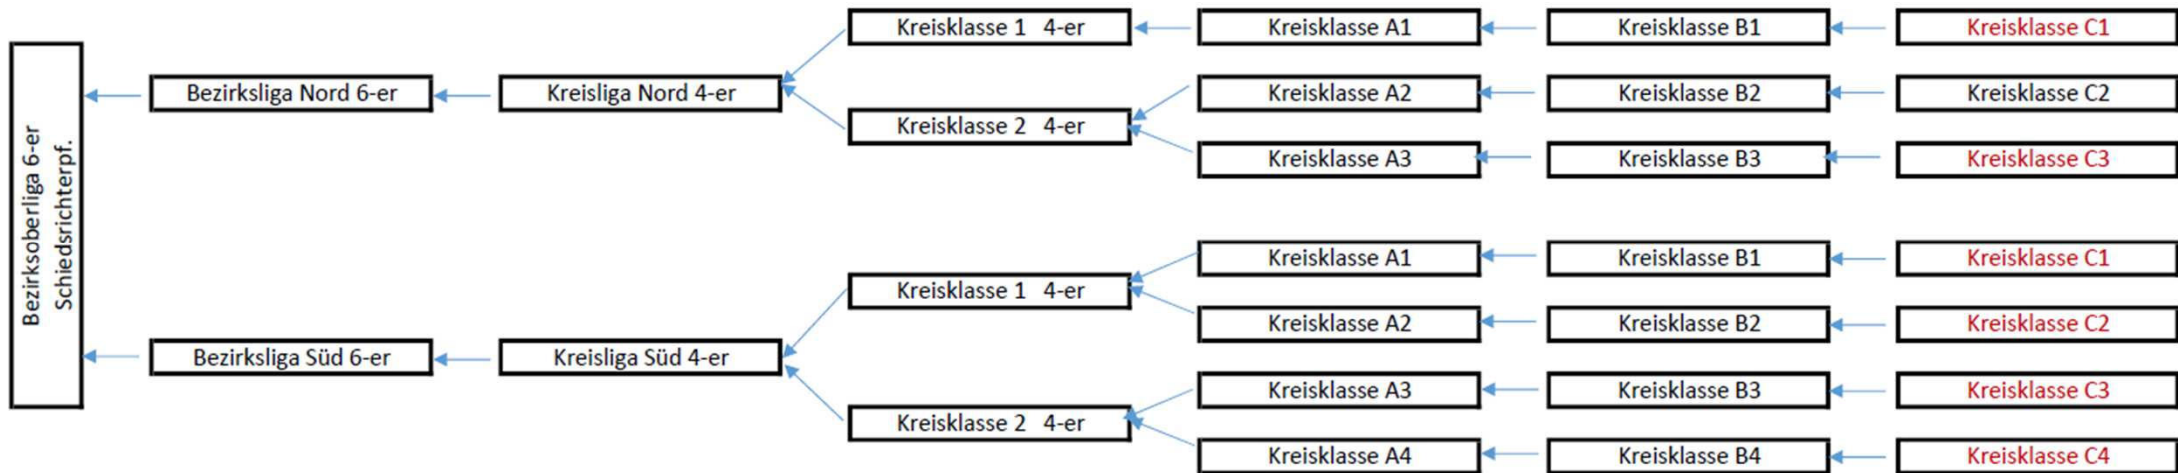 Bezirksoberliga 6-er
Schiedsrichterpf.
Kreisklasse 1 4-er
Kreisklasse A1
Kreisklasse B1
Kreisklasse C1
Bezirksliga Nord 6-er
Kreisliga Nord 4-er
Kreisklasse A2
Kreisklasse B2
Kreisklasse C2
Kreisklasse 2 4-er
Kreisklasse A3
Kreisklasse B3
Kreisklasse C3
Kreisklasse A1
Kreisklasse B1
Kreisklasse C1
Kreisklasse 1 4-er
Kreisklasse A2
Kreisklasse B2
Kreisklasse C2
Bezirksliga Süd 6-er
Kreisliga Süd 4-er
Kreisklasse A3
Kreisklasse B3
Kreisklasse C3
Kreisklasse 2 4-er
Kreisklasse A4
Kreisklasse B4
Kreisklasse C4